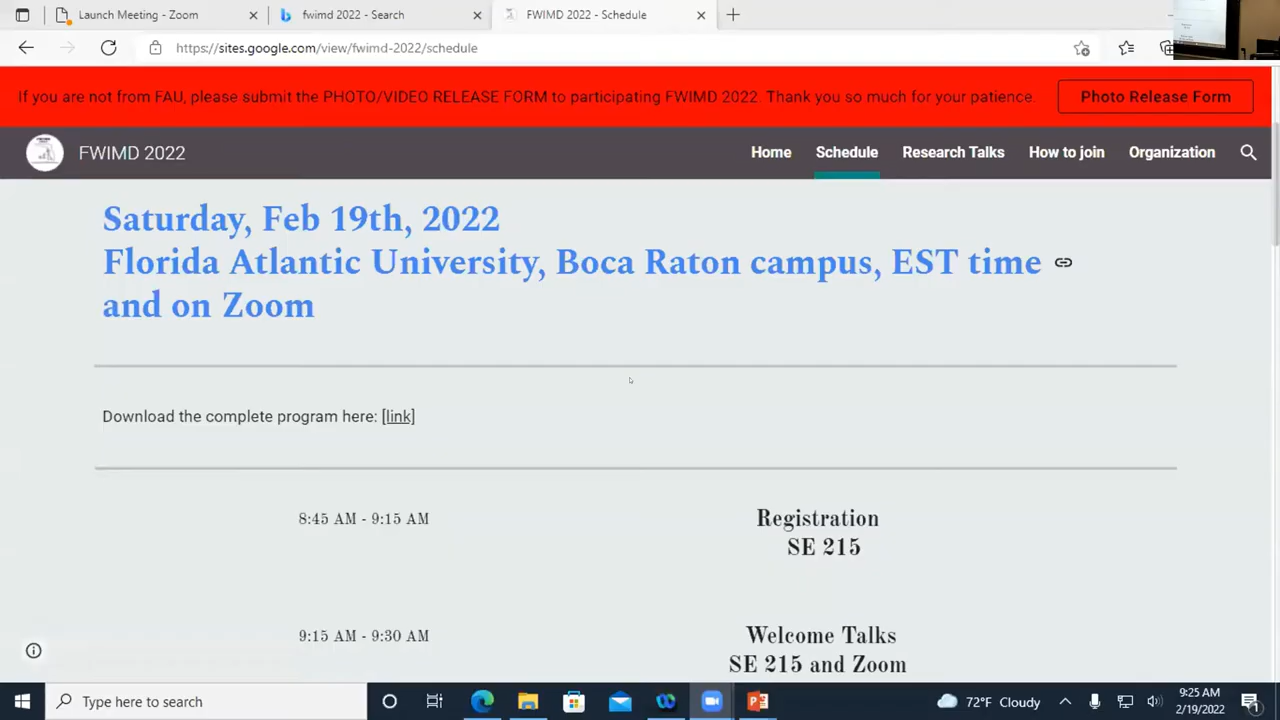 Launch Meeting - Zoom
fwimd 2022 - Search
FWIMD 2022 - Schedule
https://sites.google.com/view/fwimd-2022/schedule
If you are not from FAU, please submit the PHOTO/VIDEO RELEASE FORM to participating FWIMD 2022. Thank you so much for your patience.
Photo Release Form
FWIMD 2022
Home
Schedule
Research Talks
How to join
Organization
Saturday, Feb 19th, 2022
Florida Atlantic University, Boca Raton campus, EST time
and on Zoom
Download the complete program here: [link]
8:45 AM - 9:15 AM
Registration
SE 215
9:15 AM - 9:30 AM
Welcome Talks
SE 215 and Zoom
Type here to search
72°F Cloudy
9:25 AM
2/19/2022